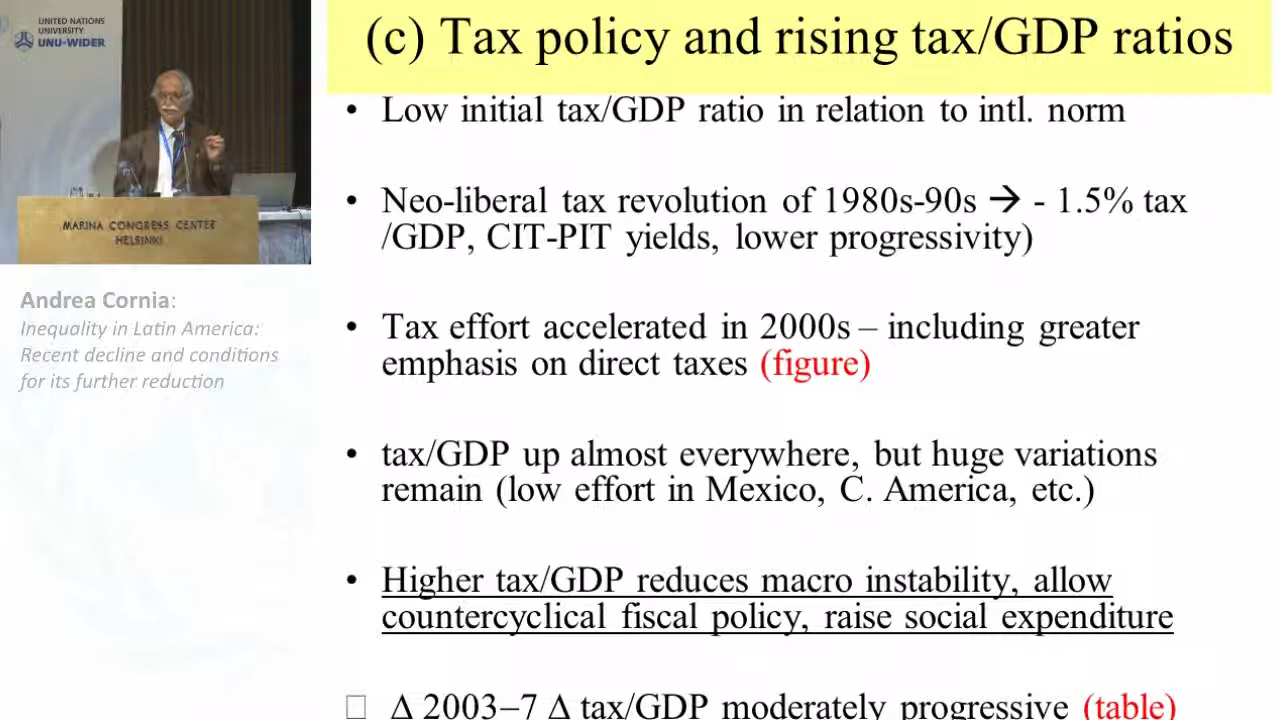 UNITED NATIONS
UNIVERSITY
UNU-WIDER
MARINA CONGRESS CENTER
HELSINKI
Andrea Cornia:
Inequality in Latin America:
Recent decline and conditions
for its further reduction
(c) Tax policy and rising tax/GDP ratios
• Low initial tax/GDP ratio in relation to intl. norm
• Neo-liberal tax revolution of 1980s-90s → - 1.5% tax
/GDP, CIT-PIT yields, lower progressivity)
• Tax effort accelerated in 2000s – including greater
emphasis on direct taxes (figure)
• tax/GDP up almost everywhere, but huge variations
remain (low effort in Mexico, C. America, etc.)
• Higher tax/GDP reduces macro instability, allow
countercyclical fiscal policy, raise social expenditure
□ Δ 2003–7 Δ tax/GDP moderately progressive (table)